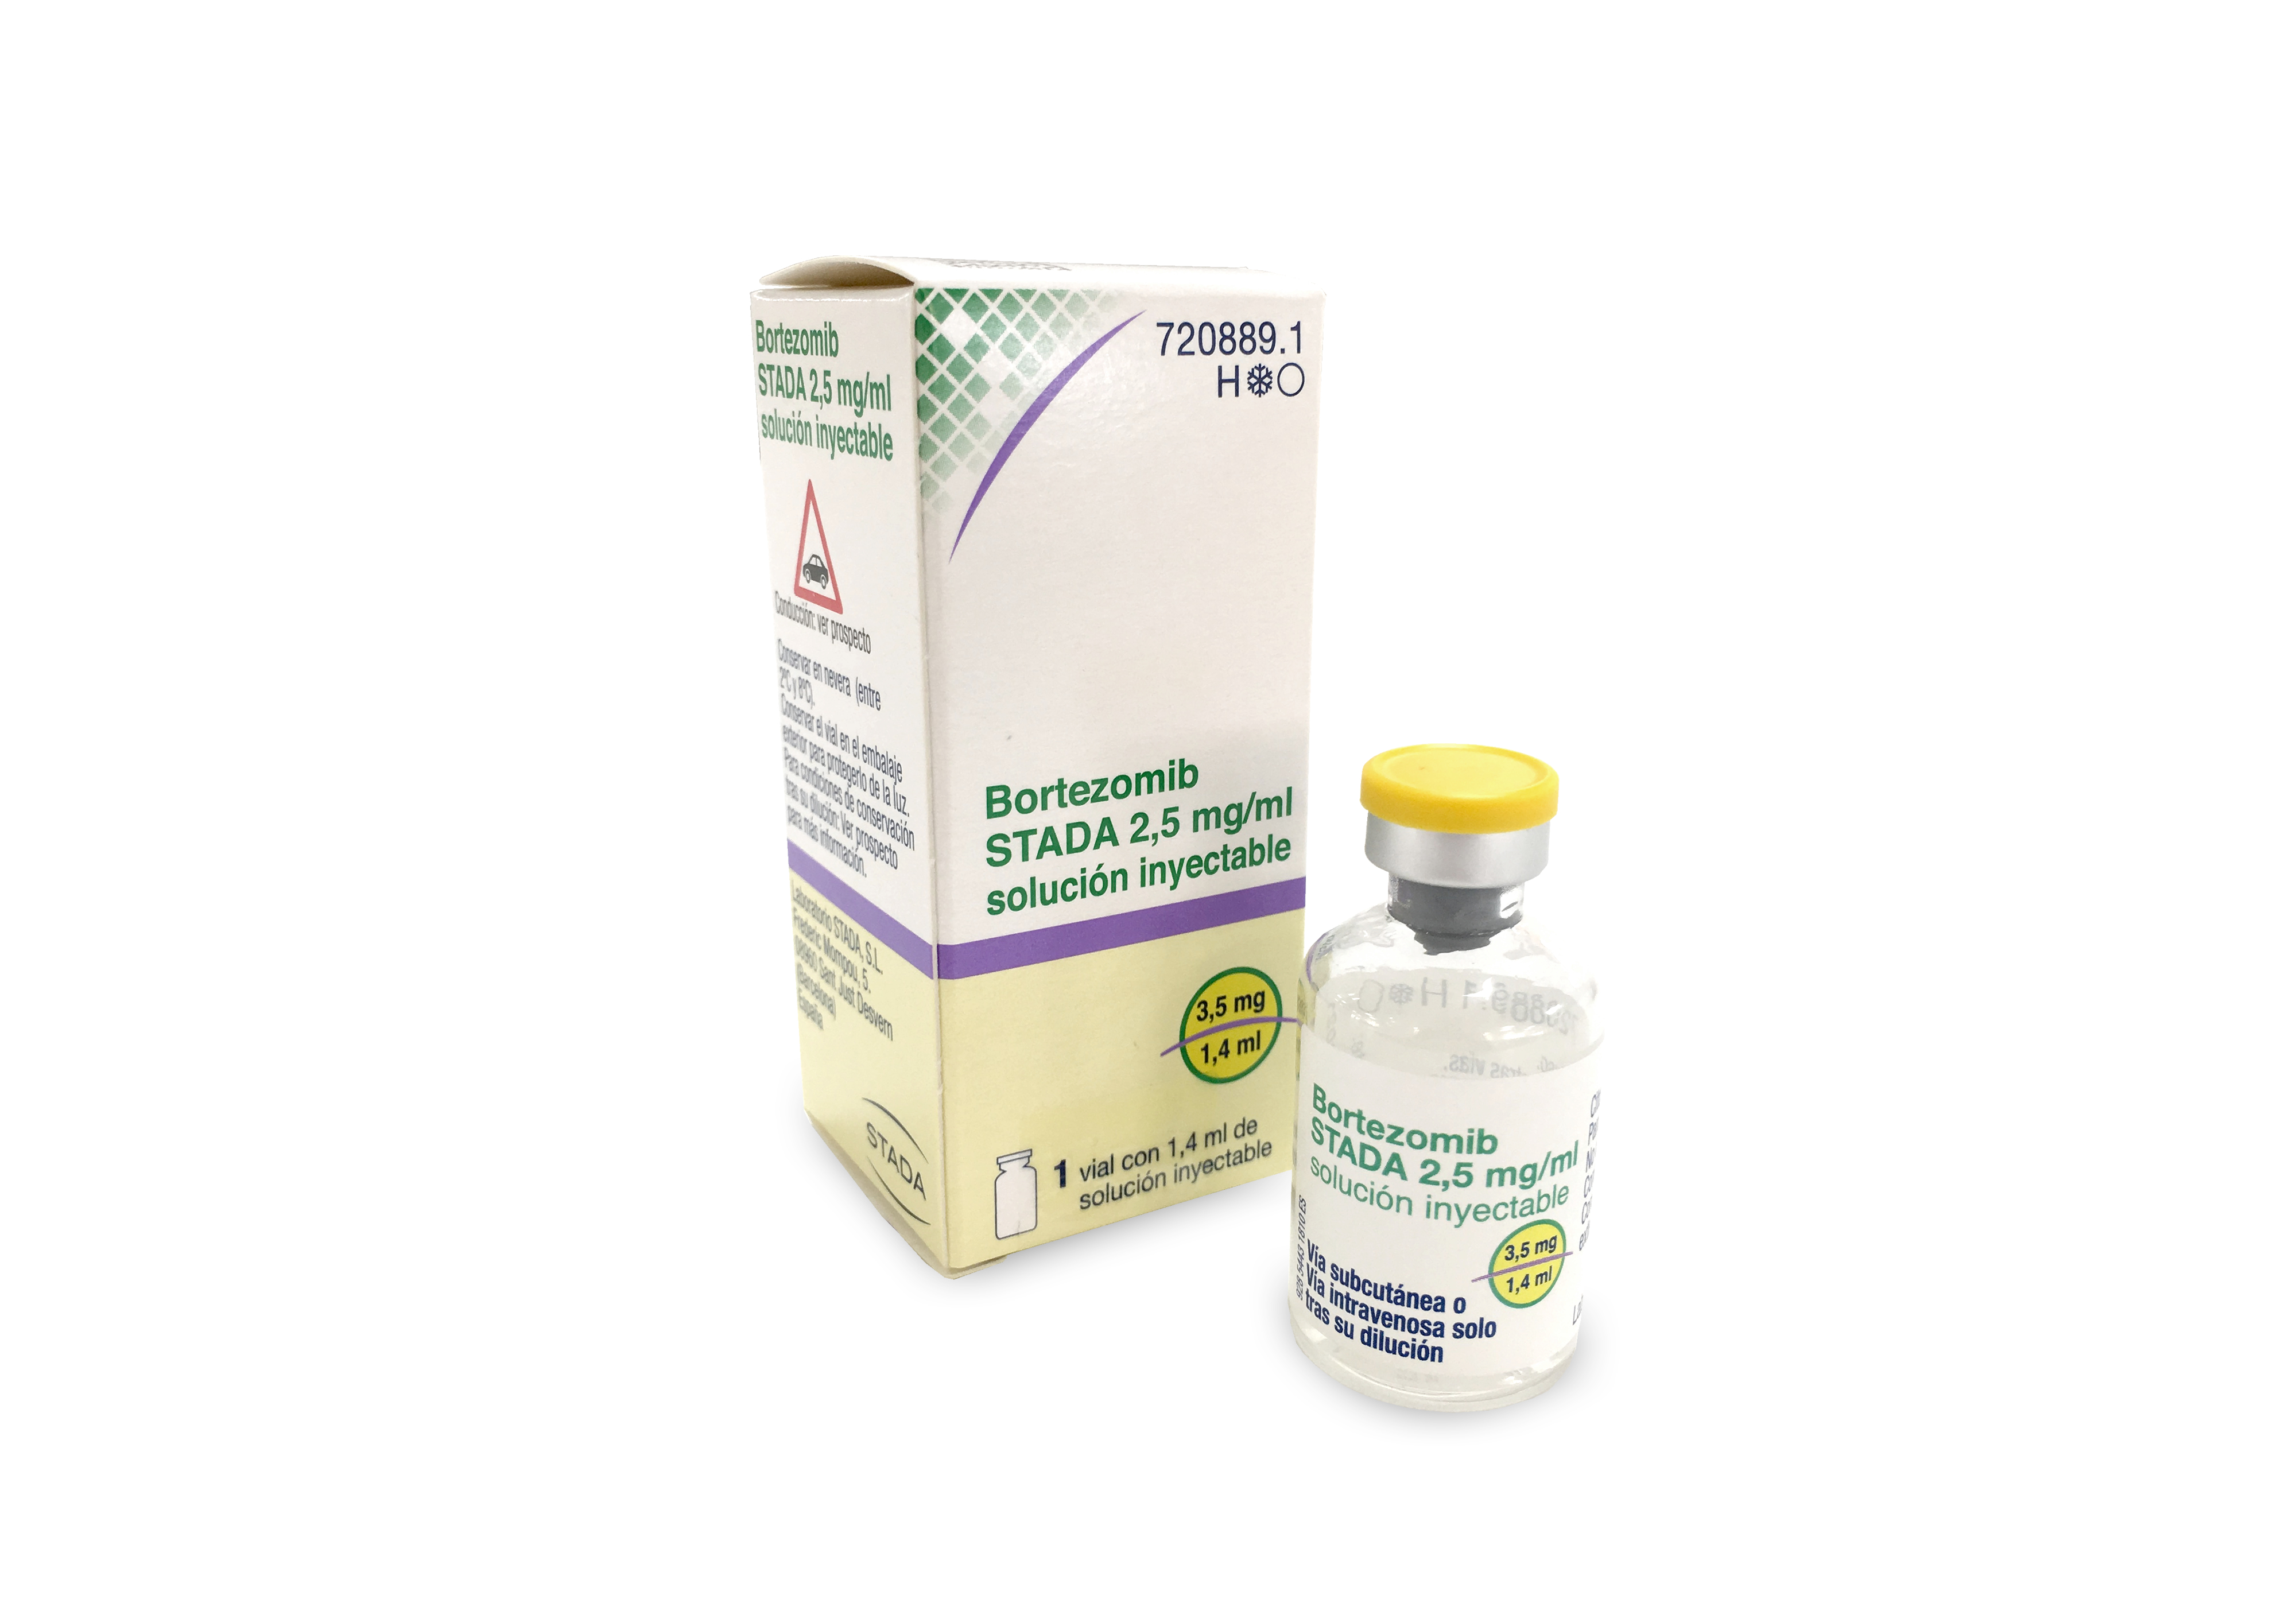 Bortezomib
STADA 2,5 mg/ml
solución inyectable
Conducción: ver prospecto
Conservar en nevera (entre
2ºC y 8ºC).
Conservar el vial en el embalaje
exterior para protegerlo de la luz.
Para condiciones de conservación
tras su dilución: Ver prospecto
para más información.
Laboratorio STADA, S.L.
Frederic Mompou, 5.
08960 Sant Just Desvern
(Barcelona)
España
STADA
720889.1
H
Bortezomib
STADA 2,5 mg/ml
solución inyectable
3,5 mg
1,4 ml
1 vial con 1,4 ml de
solución inyectable
720889.1 H
tras vías,
Bortezomib
STADA 2,5 mg/ml
solución inyectable
3,5 mg
1,4 ml
Vía subcutánea o
Vía intravenosa solo
tras su dilución